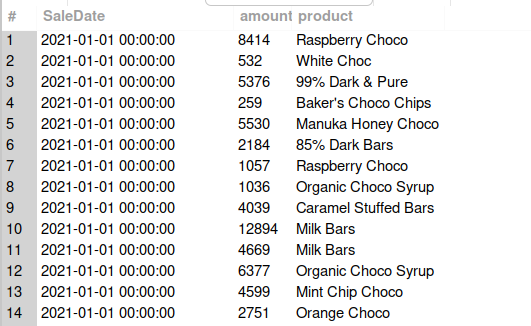 # SaleDate amount product
1 2021-01-01 00:00:00 8414 Raspberry Choco
2 2021-01-01 00:00:00 532 White Choc
3 2021-01-01 00:00:00 5376 99% Dark & Pure
4 2021-01-01 00:00:00 259 Baker's Choco Chips
5 2021-01-01 00:00:00 5530 Manuka Honey Choco
6 2021-01-01 00:00:00 2184 85% Dark Bars
7 2021-01-01 00:00:00 1057 Raspberry Choco
8 2021-01-01 00:00:00 1036 Organic Choco Syrup
9 2021-01-01 00:00:00 4039 Caramel Stuffed Bars
10 2021-01-01 00:00:00 12894 Milk Bars
11 2021-01-01 00:00:00 4669 Milk Bars
12 2021-01-01 00:00:00 6377 Organic Choco Syrup
13 2021-01-01 00:00:00 4599 Mint Chip Choco
14 2021-01-01 00:00:00 2751 Orange Choco